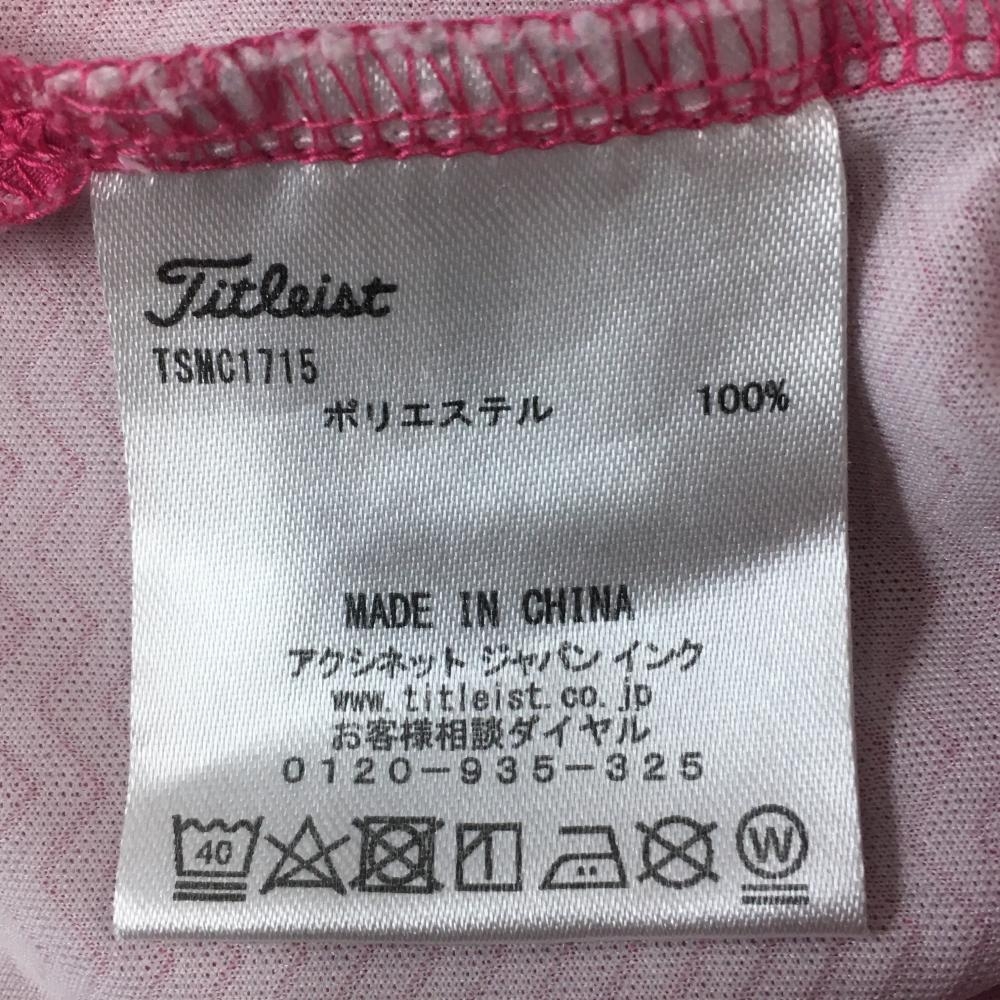 Titleist
TSMC1715
ポリエステル 100%
MADE IN CHINA
アクシネット ジャパン インク
www.titleist.co.jp
お客様相談ダイヤル
0120-935-325
40 W